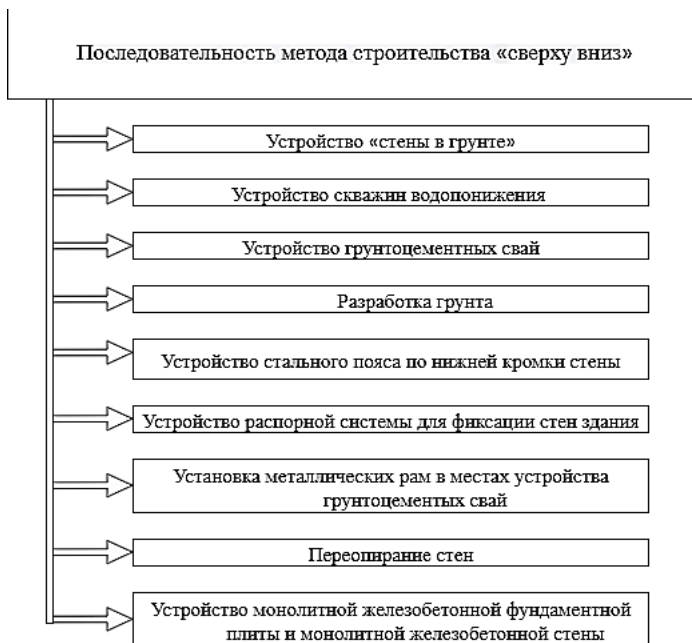 Последовательность метода строительства «сверху вниз»
Устройство «стены в грунте»
Устройство скважин водопонижения
Устройство грунтоцементных свай
Разработка грунта
Устройство стального пояса по нижней кромки стены
Устройство распорной системы для фиксации стен здания
Установка металлических рам в местах устройства
грунтоцементых свай
Переопирание стен
Устройство монолитной железобетонной фундаментной
плиты и монолитной железобетонной стены